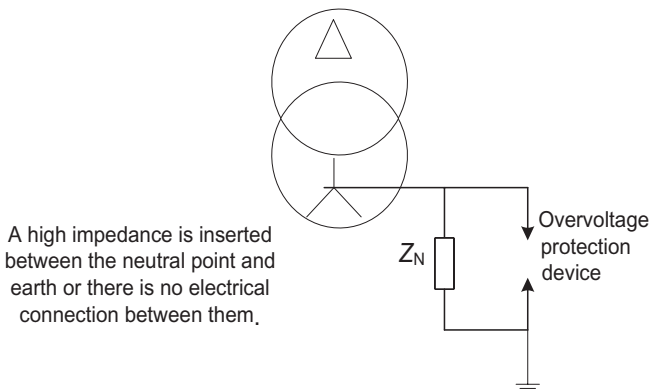 A high impedance is inserted
between the neutral point and
earth or there is no electrical
connection between them.
Z_N
Overvoltage
protection
device